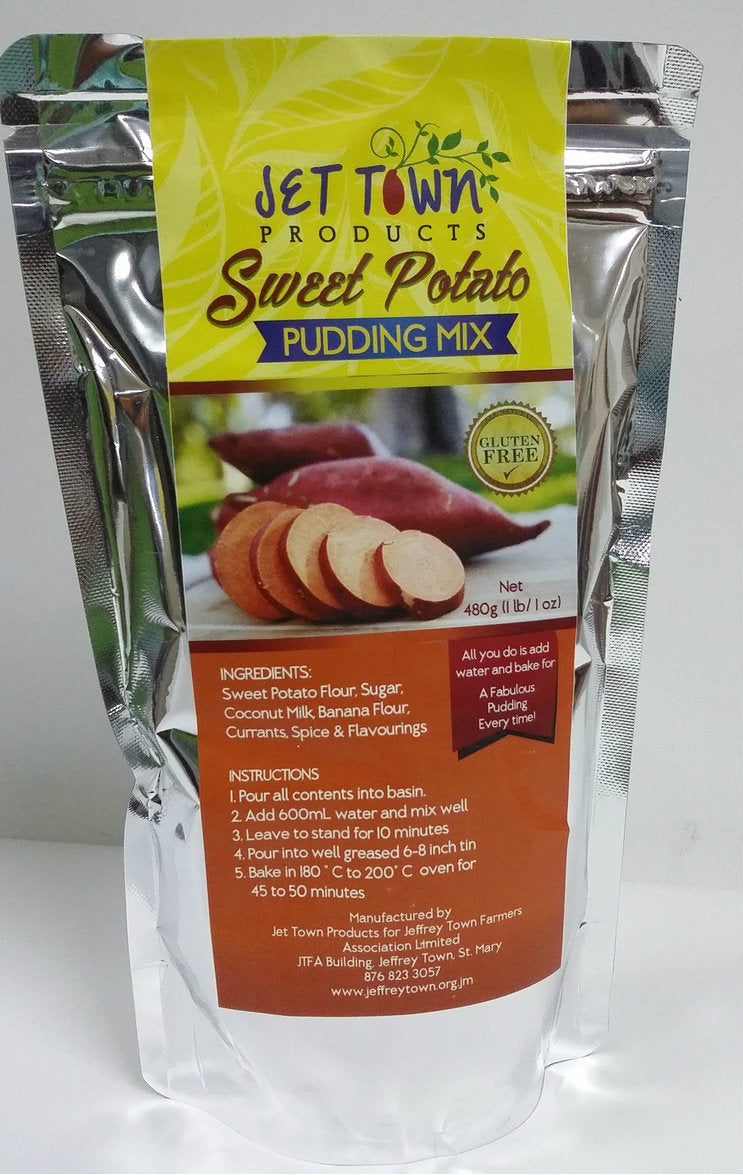 JET TOWN
PRODUCTS
Sweet Potato
PUDDING MIX
GLUTEN
FREE
Net
480g (1 lb/ 1 oz)
All you do is add
water and bake for
A Fabulous
Pudding
Every time!
INGREDIENTS:
Sweet Potato Flour, Sugar,
Coconut Milk, Banana Flour,
Currants, Spice & Flavourings
INSTRUCTIONS
1. Pour all contents into basin.
2. Add 600mL water and mix well
3. Leave to stand for 10 minutes
4. Pour into well greased 6-8 inch tin
5. Bake in 180 ° C to 200° C oven for
45 to 50 minutes
Manufactured by
Jet Town Products for Jeffrey Town Farmers
Association Limited
JTFA Building, Jeffrey Town, St. Mary
876 823 3057
www.jeffreytown.org.jm